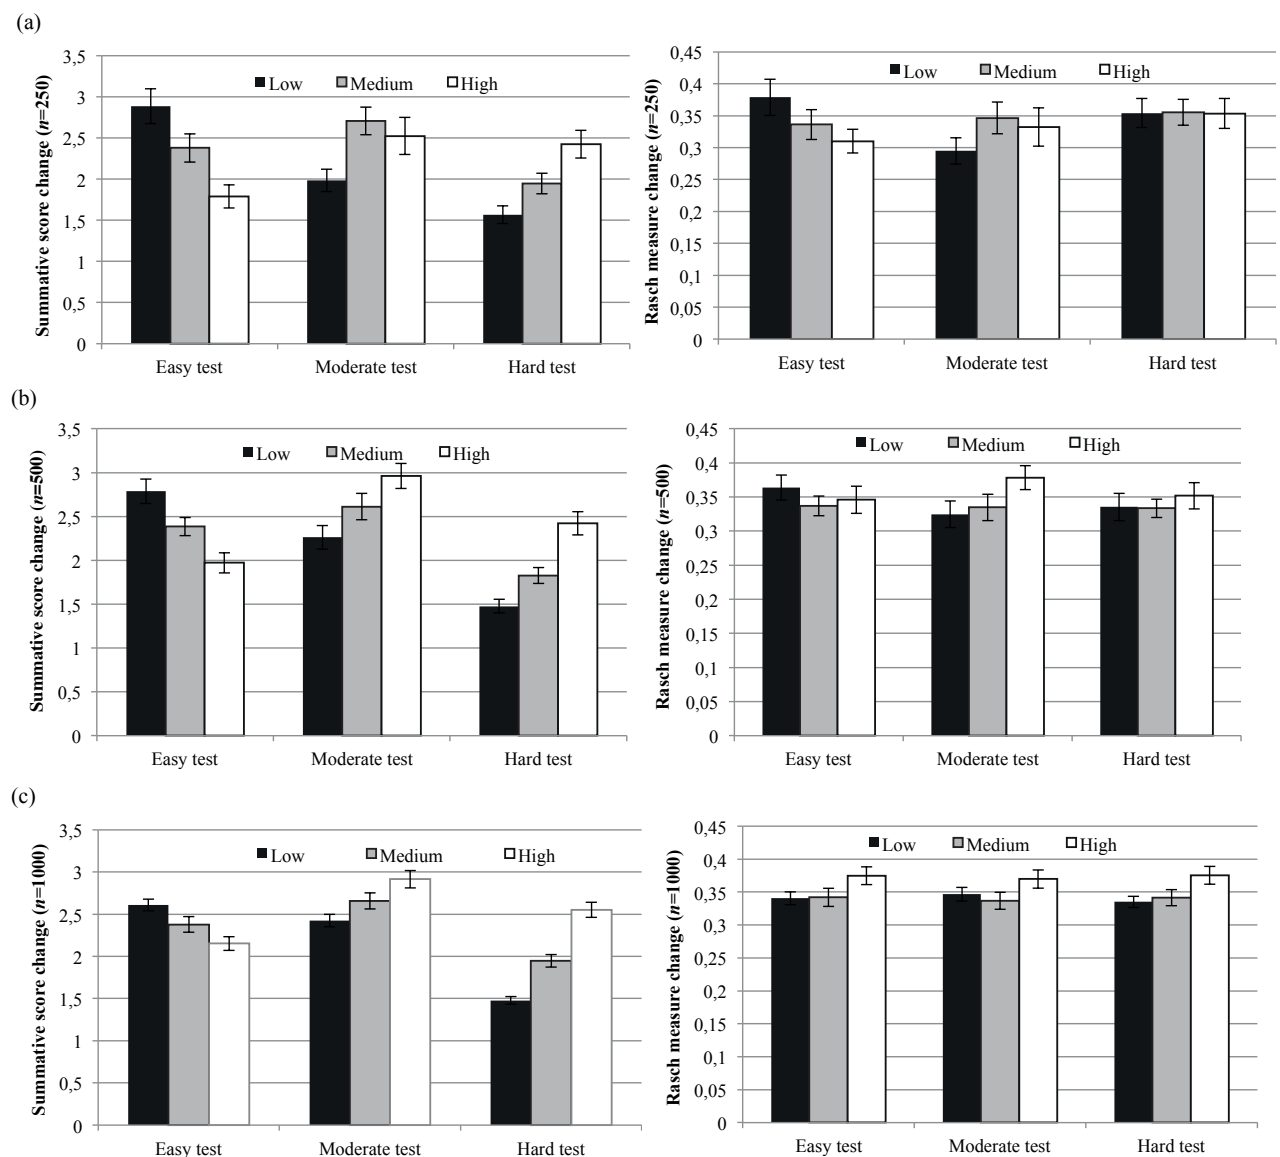 (a)
Summative score change (n=250)
3,5
3
2,5
2
1,5
1
0,5
0
Low Medium High
Easy test Moderate test Hard test
Rasch measure change (n=250)
0,45
0,4
0,35
0,3
0,25
0,2
0,15
0,1
0,05
0
Low Medium High
Easy test Moderate test Hard test
(b)
Summative score change (n=500)
3,5
3
2,5
2
1,5
1
0,5
0
Low Medium High
Easy test Moderate test Hard test
Rasch measure change (n=500)
0,45
0,4
0,35
0,3
0,25
0,2
0,15
0,1
0,05
0
Low Medium High
Easy test Moderate test Hard test
(c)
Summative score change (n=1000)
3,5
3
2,5
2
1,5
1
0,5
0
Low Medium High
Easy test Moderate test Hard test
Rasch measure change (n=1000)
0,45
0,4
0,35
0,3
0,25
0,2
0,15
0,1
0,05
0
Low Medium High
Easy test Moderate test Hard test